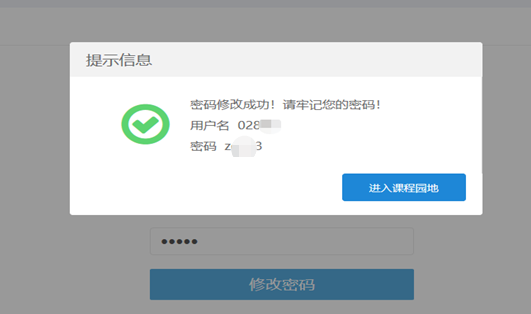 提示信息
密码修改成功！请牢记您的密码！
用户名 028
密码 z 3
进入课程园地
•••••
修改密码